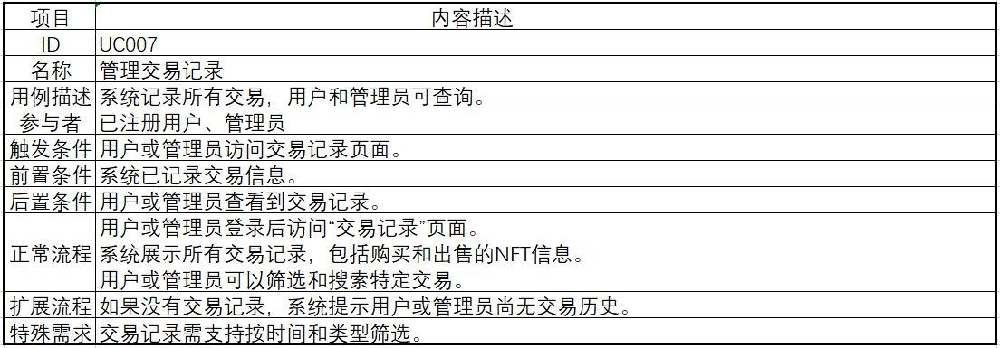 项目 内容描述
ID UC007
名称 管理交易记录
用例描述 系统记录所有交易，用户和管理员可查询。
参与者 已注册用户、管理员
触发条件 用户或管理员访问交易记录页面。
前置条件 系统已记录交易信息。
后置条件 用户或管理员查看到交易记录。
用户或管理员登录后访问“交易记录”页面。
正常流程 系统展示所有交易记录，包括购买和出售的NFT信息。
用户或管理员可以筛选和搜索特定交易。
扩展流程 如果没有交易记录，系统提示用户或管理员尚无交易历史。
特殊需求 交易记录需支持按时间和类型筛选。